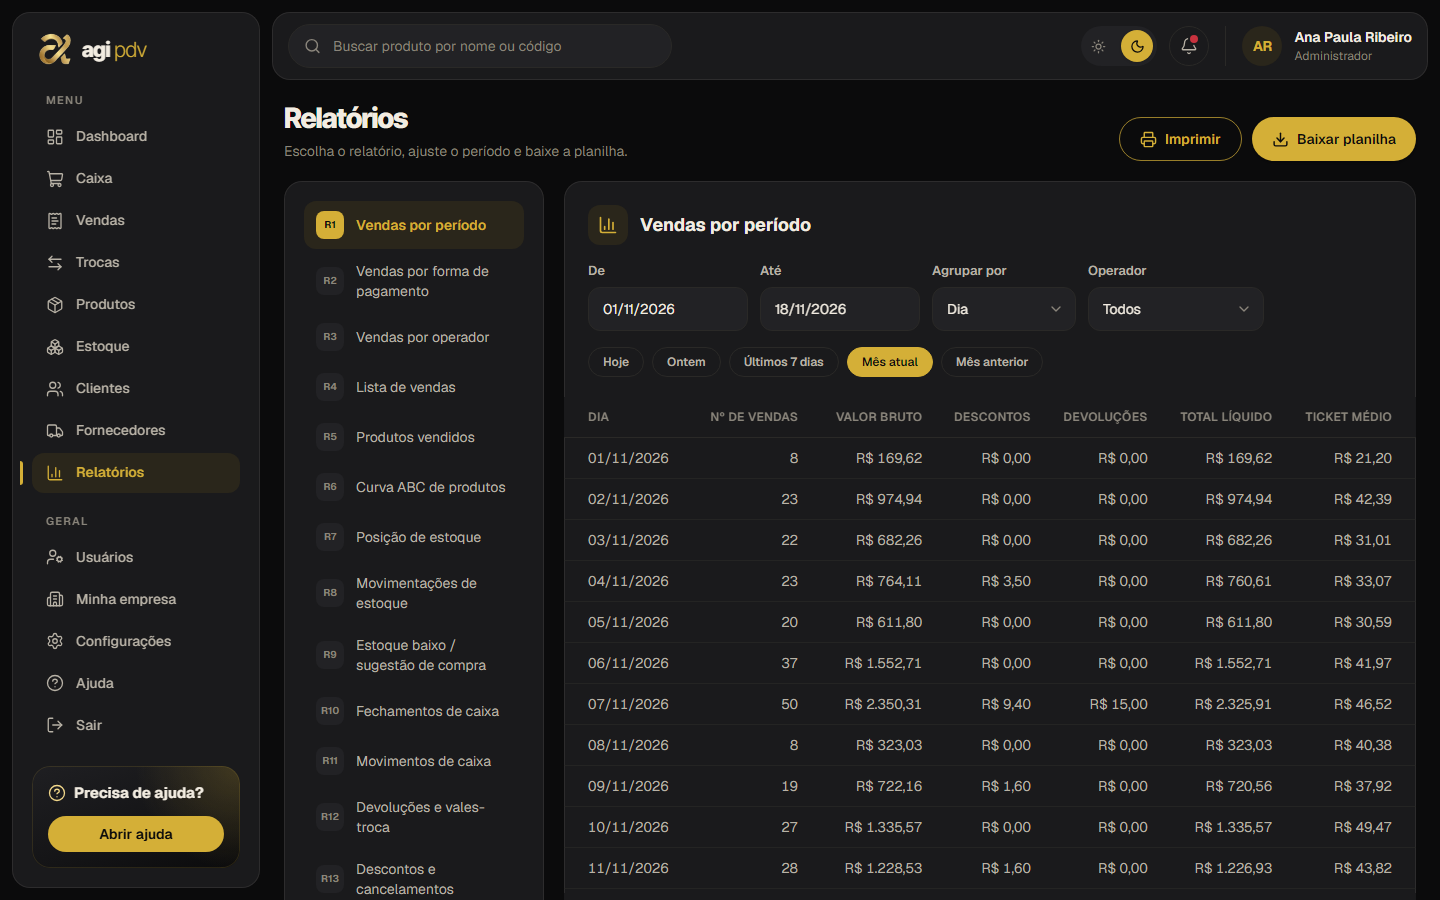 agi pdv
MENU
Dashboard
Caixa
Vendas
Trocas
Produtos
Estoque
Clientes
Fornecedores
Relatórios
GERAL
Usuários
Minha empresa
Configurações
Ajuda
Sair
Precisa de ajuda?
Abrir ajuda
Buscar produto por nome ou código
AR
Ana Paula Ribeiro
Administrador
Relatórios
Escolha o relatório, ajuste o período e baixe a planilha.
Imprimir
Baixar planilha
R1 Vendas por período
R2 Vendas por forma de
pagamento
R3 Vendas por operador
R4 Lista de vendas
R5 Produtos vendidos
R6 Curva ABC de produtos
R7 Posição de estoque
R8 Movimentações de
estoque
R9 Estoque baixo /
sugestão de compra
R10 Fechamentos de caixa
R11 Movimentos de caixa
R12 Devoluções e vales-
troca
R13 Descontos e
cancelamentos
Vendas por período
De Até Agrupar por Operador
01/11/2026 18/11/2026 Dia Todos
Hoje Ontem Últimos 7 dias Mês atual Mês anterior
DIA Nº DE VENDAS VALOR BRUTO DESCONTOS DEVOLUÇÕES TOTAL LÍQUIDO TICKET MÉDIO
01/11/2026 8 R$ 169,62 R$ 0,00 R$ 0,00 R$ 169,62 R$ 21,20
02/11/2026 23 R$ 974,94 R$ 0,00 R$ 0,00 R$ 974,94 R$ 42,39
03/11/2026 22 R$ 682,26 R$ 0,00 R$ 0,00 R$ 682,26 R$ 31,01
04/11/2026 23 R$ 764,11 R$ 3,50 R$ 0,00 R$ 760,61 R$ 33,07
05/11/2026 20 R$ 611,80 R$ 0,00 R$ 0,00 R$ 611,80 R$ 30,59
06/11/2026 37 R$ 1.552,71 R$ 0,00 R$ 0,00 R$ 1.552,71 R$ 41,97
07/11/2026 50 R$ 2.350,31 R$ 9,40 R$ 15,00 R$ 2.325,91 R$ 46,52
08/11/2026 8 R$ 323,03 R$ 0,00 R$ 0,00 R$ 323,03 R$ 40,38
09/11/2026 19 R$ 722,16 R$ 1,60 R$ 0,00 R$ 720,56 R$ 37,92
10/11/2026 27 R$ 1.335,57 R$ 0,00 R$ 0,00 R$ 1.335,57 R$ 49,47
11/11/2026 28 R$ 1.228,53 R$ 1,60 R$ 0,00 R$ 1.226,93 R$ 43,82